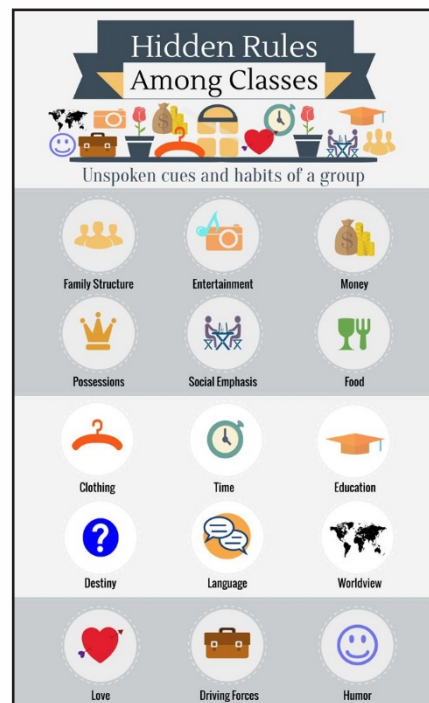 Hidden Rules
Among Classes
Unspoken cues and habits of a group
Family Structure
Entertainment
Money
Possessions
Social Emphasis
Food
Clothing
Time
Education
?
Destiny
Language
Worldview
Love
Driving Forces
Humor